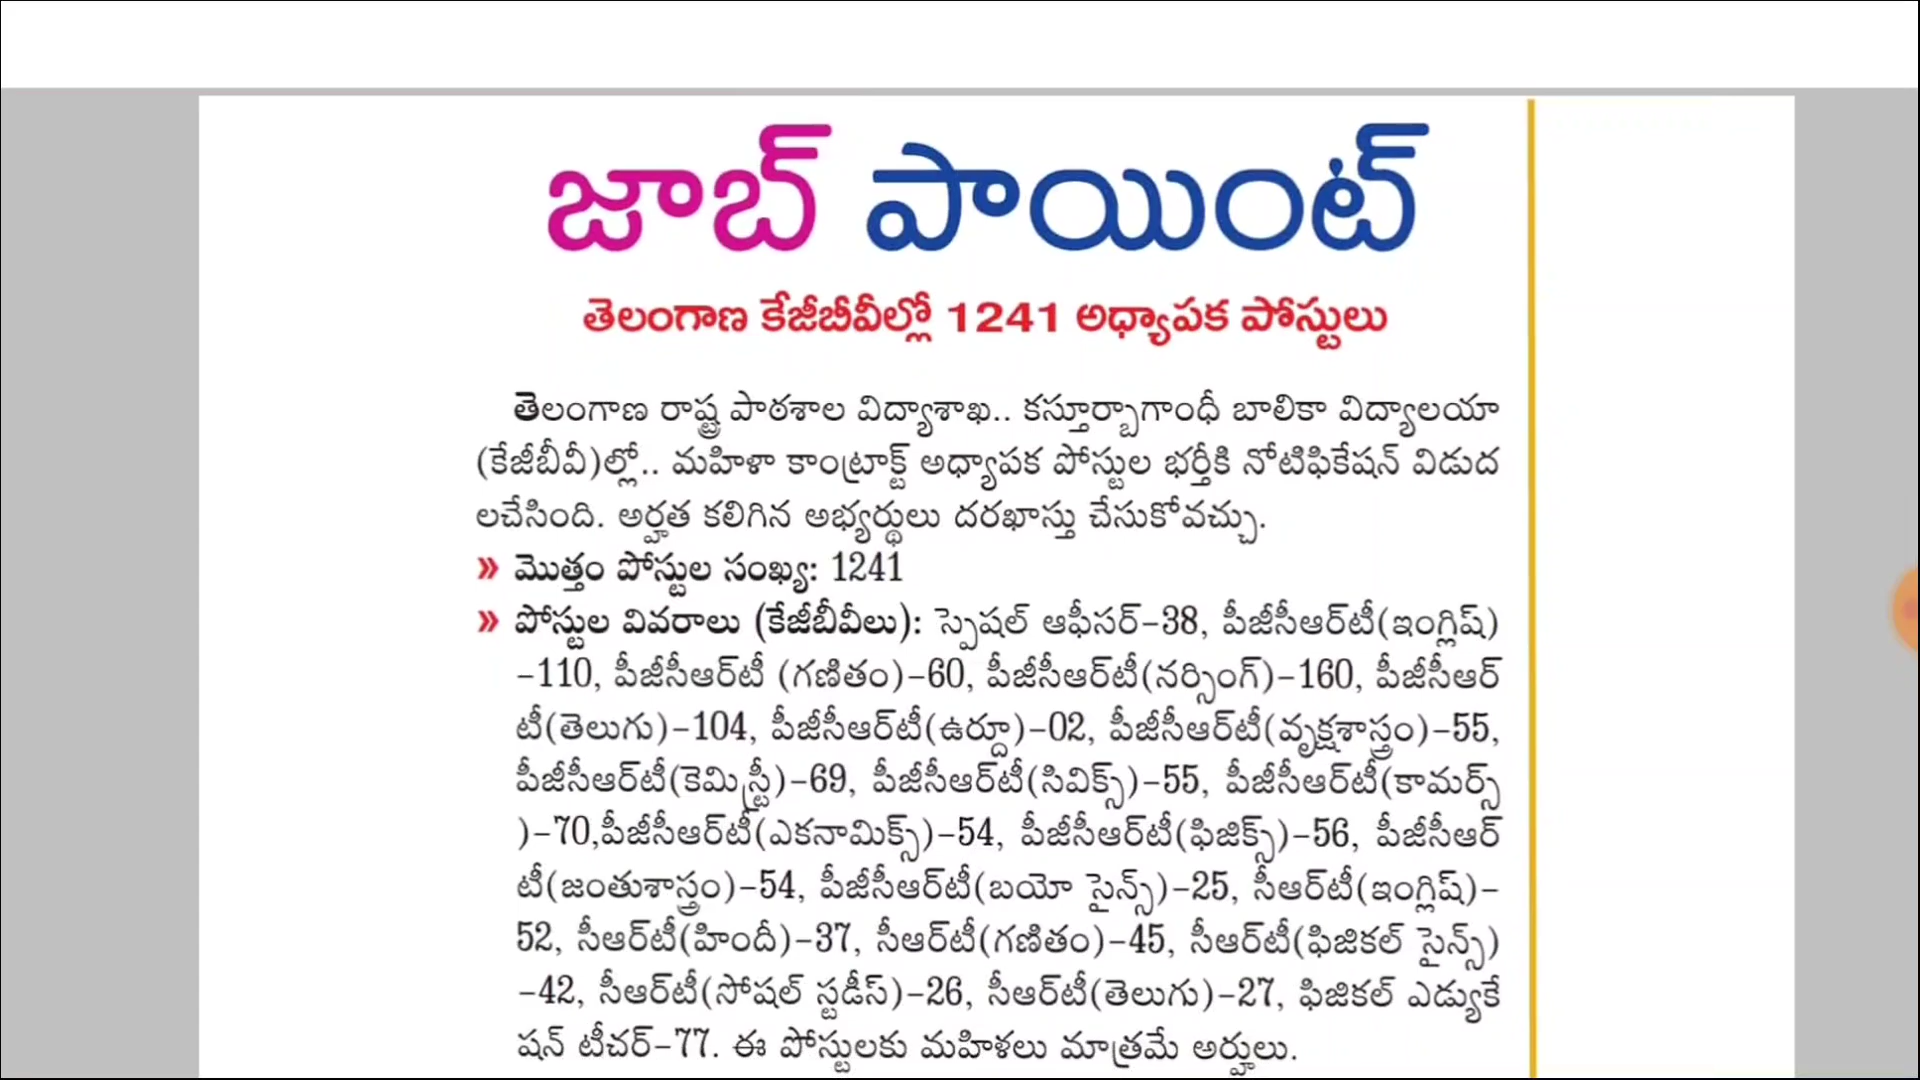 జాబ్ పాయింట్
తెలంగాణ కేజీబీవీల్లో 1241 అధ్యాపక పోస్టులు
తెలంగాణ రాష్ట్ర పాఠశాల విద్యాశాఖ.. కస్తూర్బాగాంధీ బాలికా విద్యాలయా
(కేజీబీవీ)ల్లో.. మహిళా కాంట్రాక్ట్ అధ్యాపక పోస్టుల భర్తీకి నోటిఫికేషన్ విడుద
లచేసింది. అర్హత కలిగిన అభ్యర్థులు దరఖాస్తు చేసుకోవచ్చు.
» మొత్తం పోస్టుల సంఖ్య: 1241
» పోస్టుల వివరాలు (కేజీబీవీలు): స్పెషల్ ఆఫీసర్-38, పీజీసీఆర్‌టీ(ఇంగ్లిష్)
-110, పీజీసీఆర్‌టీ (గణితం)-60, పీజీసీఆర్‌టీ(నర్సింగ్)-160, పీజీసీఆర్
టీ(తెలుగు)-104, పీజీసీఆర్‌టీ(ఉర్దూ)-02, పీజీసీఆర్‌టీ(వృక్షశాస్త్రం)-55,
పీజీసీఆర్‌టీ(కెమిస్ట్రీ)-69, పీజీసీఆర్‌టీ(సివిక్స్)-55, పీజీసీఆర్‌టీ(కామర్స్
)-70,పీజీసీఆర్‌టీ(ఎకనామిక్స్)-54, పీజీసీఆర్‌టీ(ఫిజిక్స్)-56, పీజీసీఆర్
టీ(జంతుశాస్త్రం)-54, పీజీసీఆర్‌టీ(బయో సైన్స్)-25, సీఆర్‌టీ(ఇంగ్లిష్)-
52, సీఆర్‌టీ(హిందీ)-37, సీఆర్‌టీ(గణితం)-45, సీఆర్‌టీ(ఫిజికల్ సైన్స్)
-42, సీఆర్‌టీ(సోషల్ స్టడీస్)-26, సీఆర్‌టీ(తెలుగు)-27, ఫిజికల్ ఎడ్యుకే
షన్ టీచర్-77. ఈ పోస్టులకు మహిళలు మాత్రమే అర్హులు.